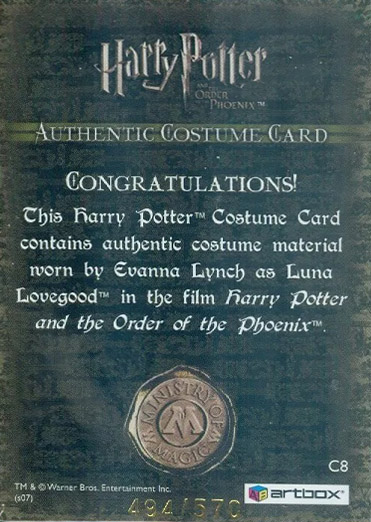 Harry Potter
AND THE
ORDER
OF THE
PHOENIX™
AUTHENTIC COSTUME CARD
CONGRATULATIONS!
This Harry Potter™ Costume Card
contains authentic costume material
worn by Evanna Lynch as Luna
Lovegood™ in the film Harry Potter
and the Order of the Phoenix™.
MINISTRY OF
MAGIC
M
C8
TM & © Warner Bros. Entertainment Inc.
(s07)
494/570
artbox®